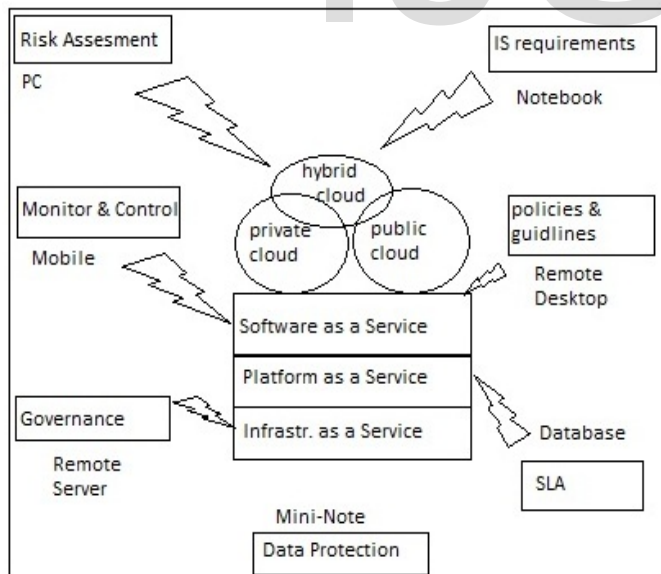 Risk Assesment
IS requirements
PC
Notebook
hybrid
cloud
Monitor & Control
private
cloud
public
cloud
policies &
guidlines
Mobile
Remote
Desktop
Software as a Service
Platform as a Service
Governance
Infrastr. as a Service
Database
Remote
Server
SLA
Mini-Note
Data Protection